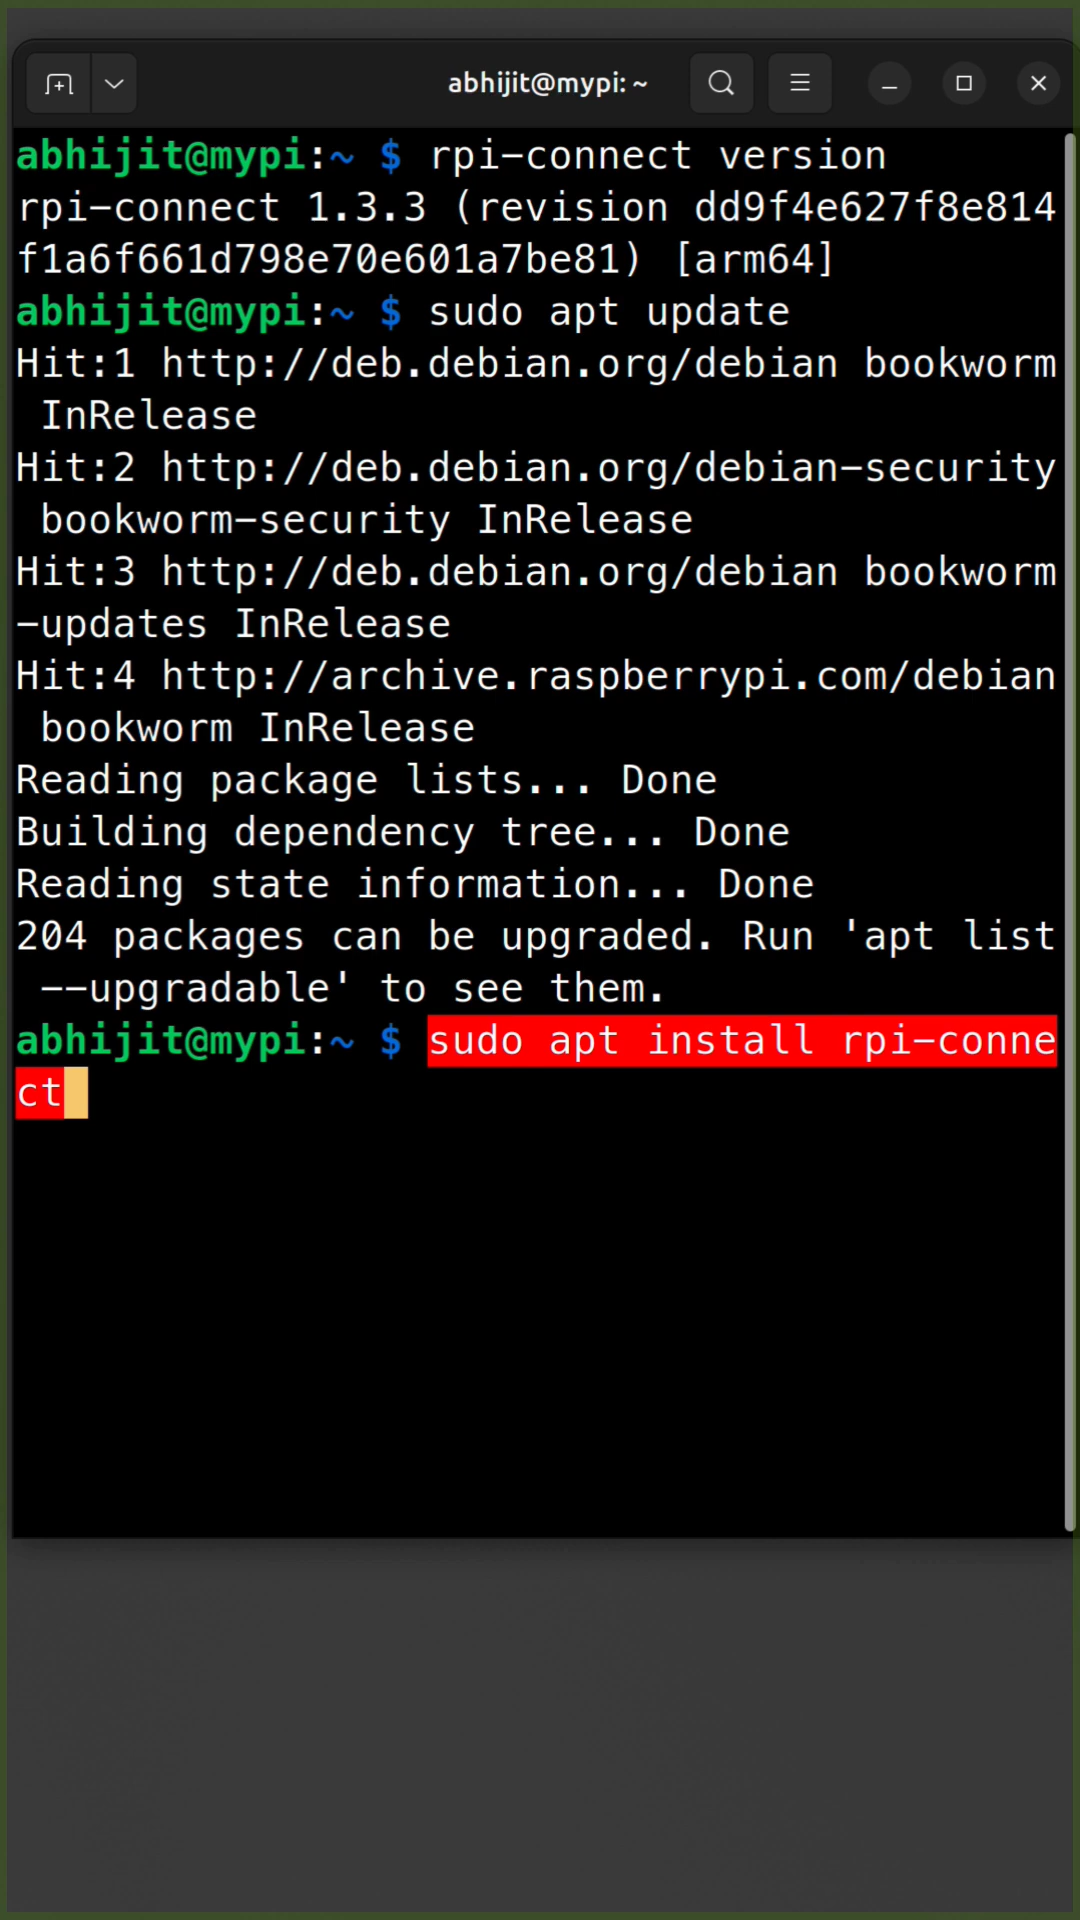 abhijit@mypi: ~
abhijit@mypi:~ $ rpi-connect version
rpi-connect 1.3.3 (revision dd9f4e627f8e814
f1a6f661d798e70e601a7be81) [arm64]
abhijit@mypi:~ $ sudo apt update
Hit:1 http://deb.debian.org/debian bookworm
 InRelease
Hit:2 http://deb.debian.org/debian-security
 bookworm-security InRelease
Hit:3 http://deb.debian.org/debian bookworm
-updates InRelease
Hit:4 http://archive.raspberrypi.com/debian
 bookworm InRelease
Reading package lists... Done
Building dependency tree... Done
Reading state information... Done
204 packages can be upgraded. Run 'apt list
 --upgradable' to see them.
abhijit@mypi:~ $ sudo apt install rpi-conne
ct